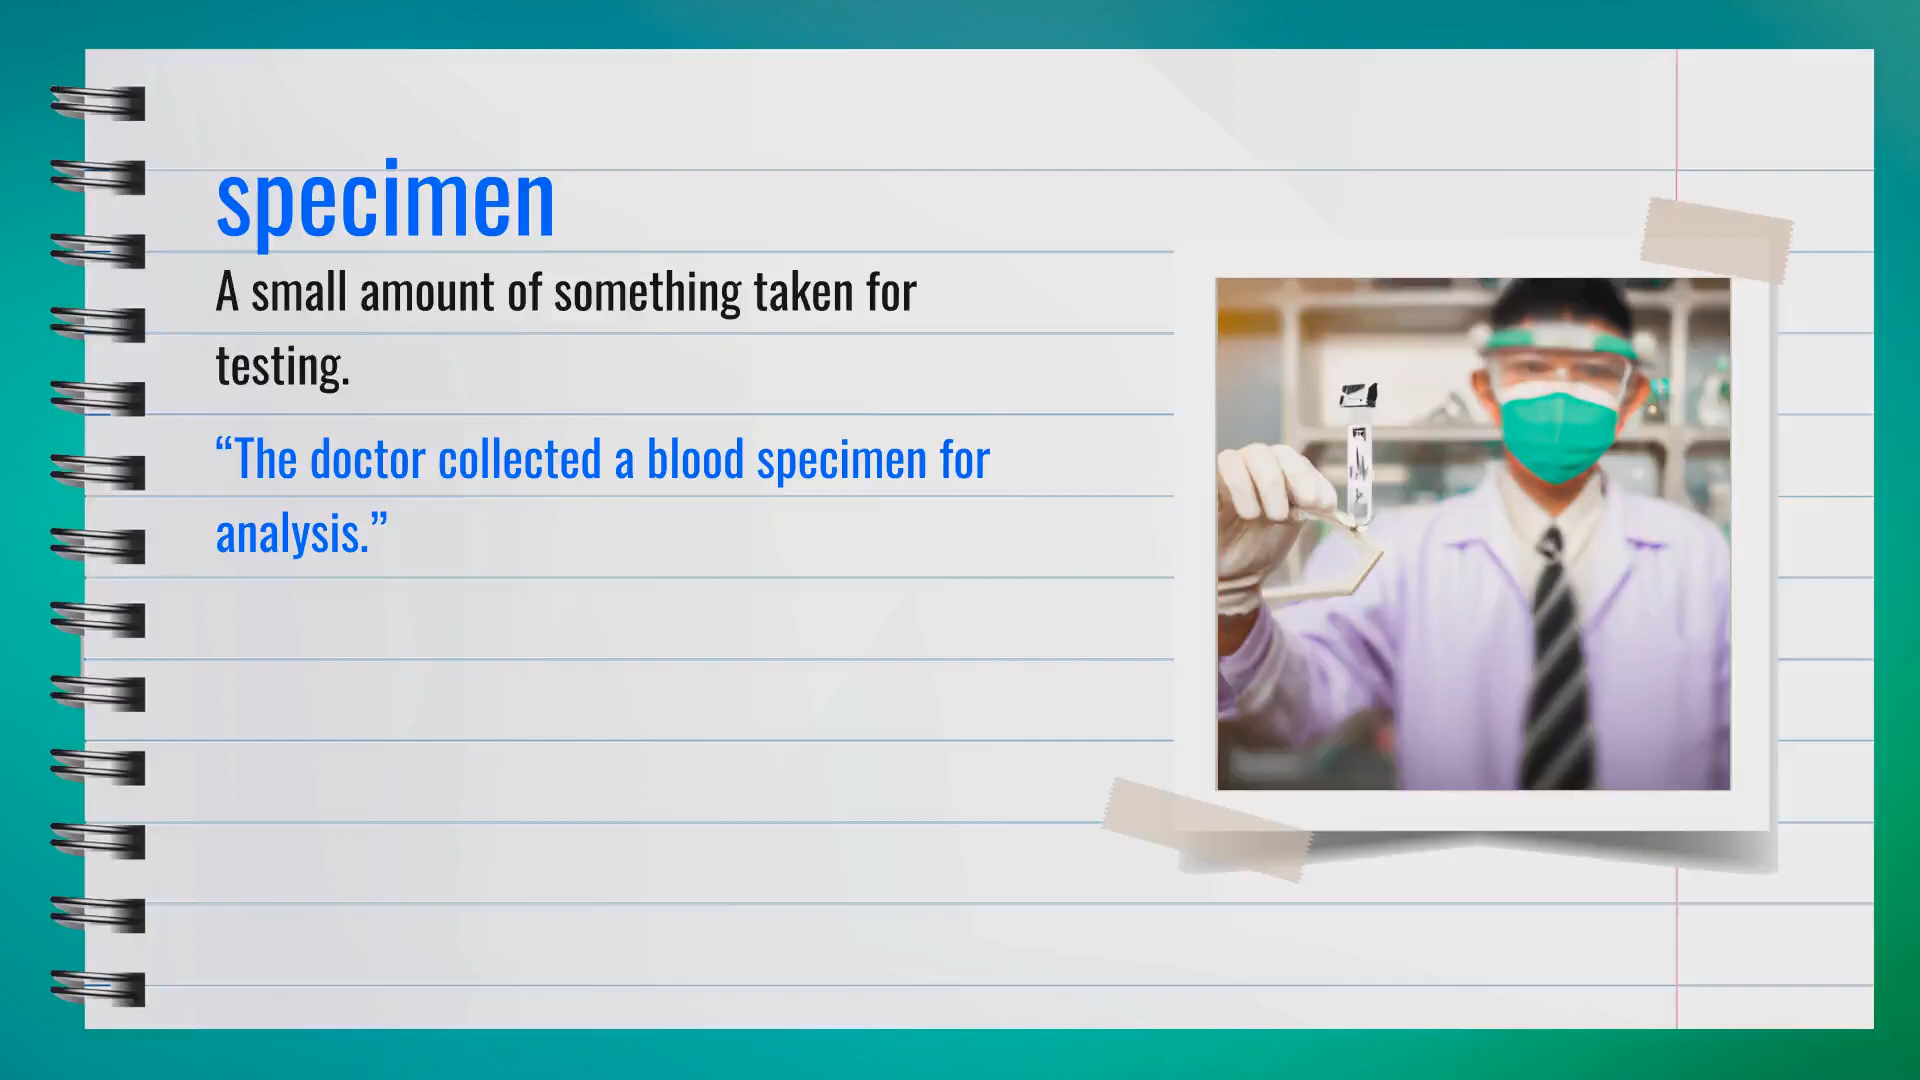 specimen
A small amount of something taken for
testing.
“The doctor collected a blood specimen for
analysis.”